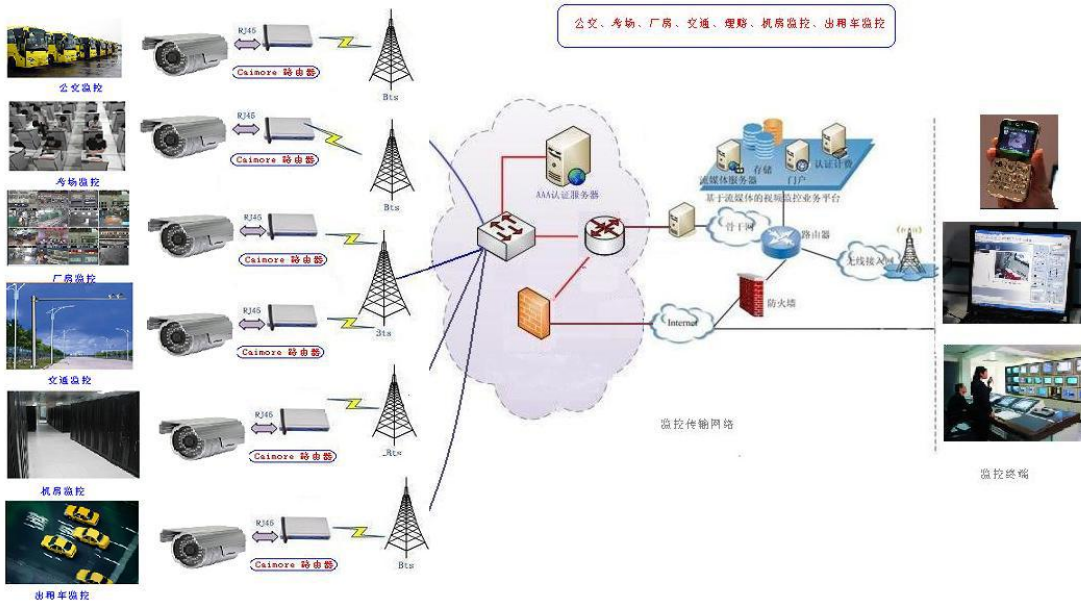 公交、考场、厂房、交通、理赔、机房监控、出租车监控
RJ45
Caimore 路由器
Bts
公交监控
RJ45
Caimore 路由器
Bts
考场监控
RJ45
Caimore 路由器
厂房监控
RJ45
Caimore 路由器
3ts
交通监控
RJ45
Caimore 路由器
Bts
机房监控
RJ45
Caimore 路由器
Bts
出租车监控
AAA认证服务器
流媒体服务器
存储
门户
认证计费
基于流媒体的视频监控业务平台
骨干网
路由器
无线接入网
防火墙
Internet
监控传输网络
监控终端